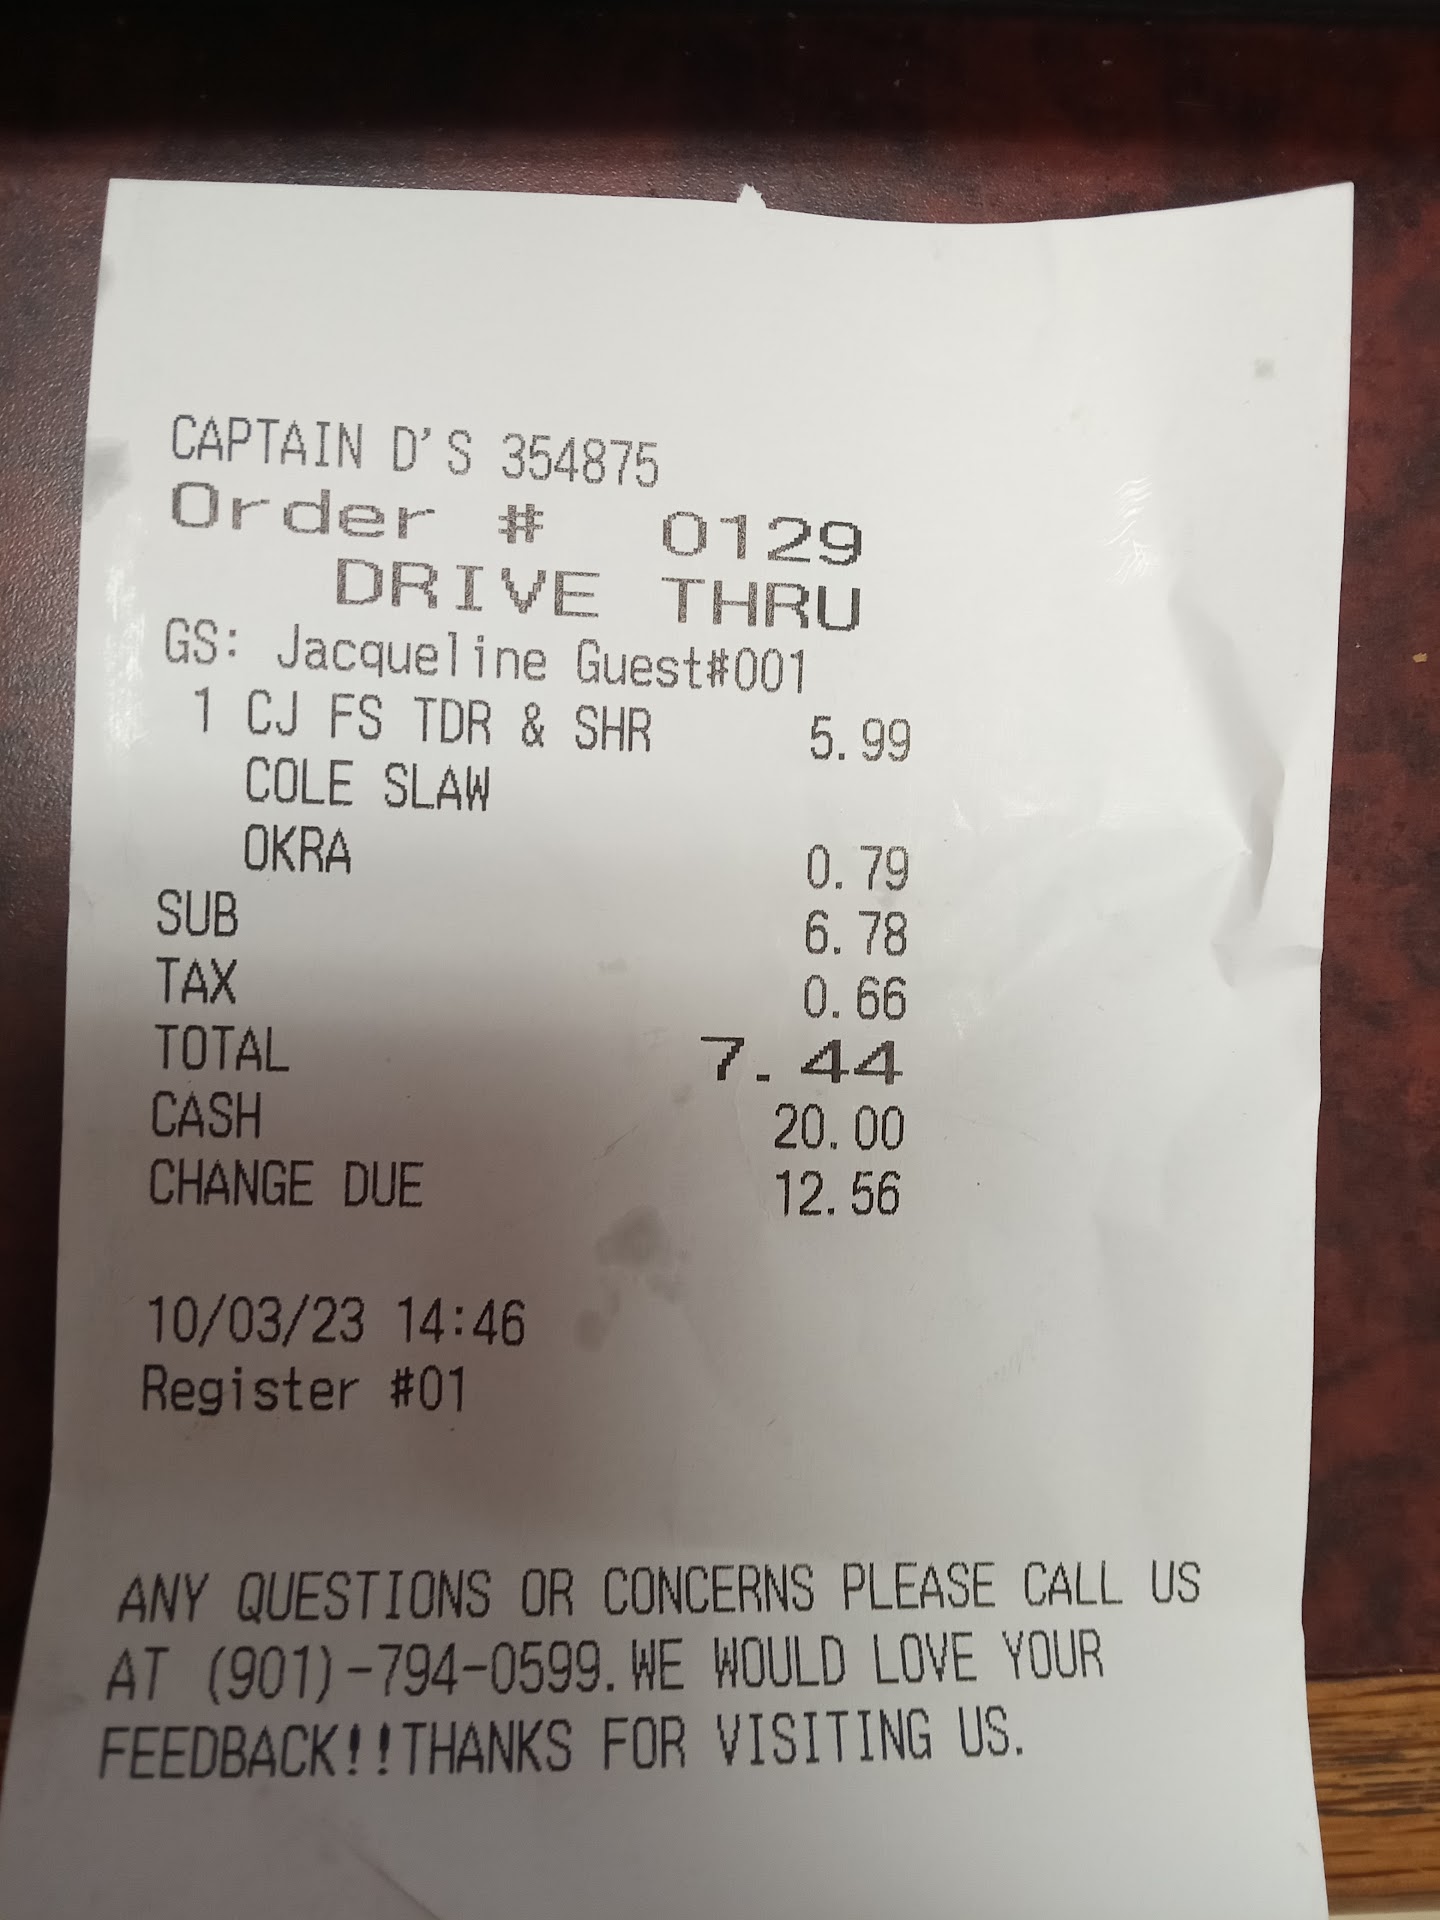 CAPTAIN D'S 354875
Order # 0129
DRIVE THRU
GS: Jacqueline Guest#001
1 CJ FS TDR & SHR 5.99
COLE SLAW
OKRA 0.79
SUB 6.78
TAX 0.66
TOTAL 7.44
CASH 20.00
CHANGE DUE 12.56
10/03/23 14:46
Register #01
ANY QUESTIONS OR CONCERNS PLEASE CALL US
AT (901)-794-0599.WE WOULD LOVE YOUR
FEEDBACK!!THANKS FOR VISITING US.